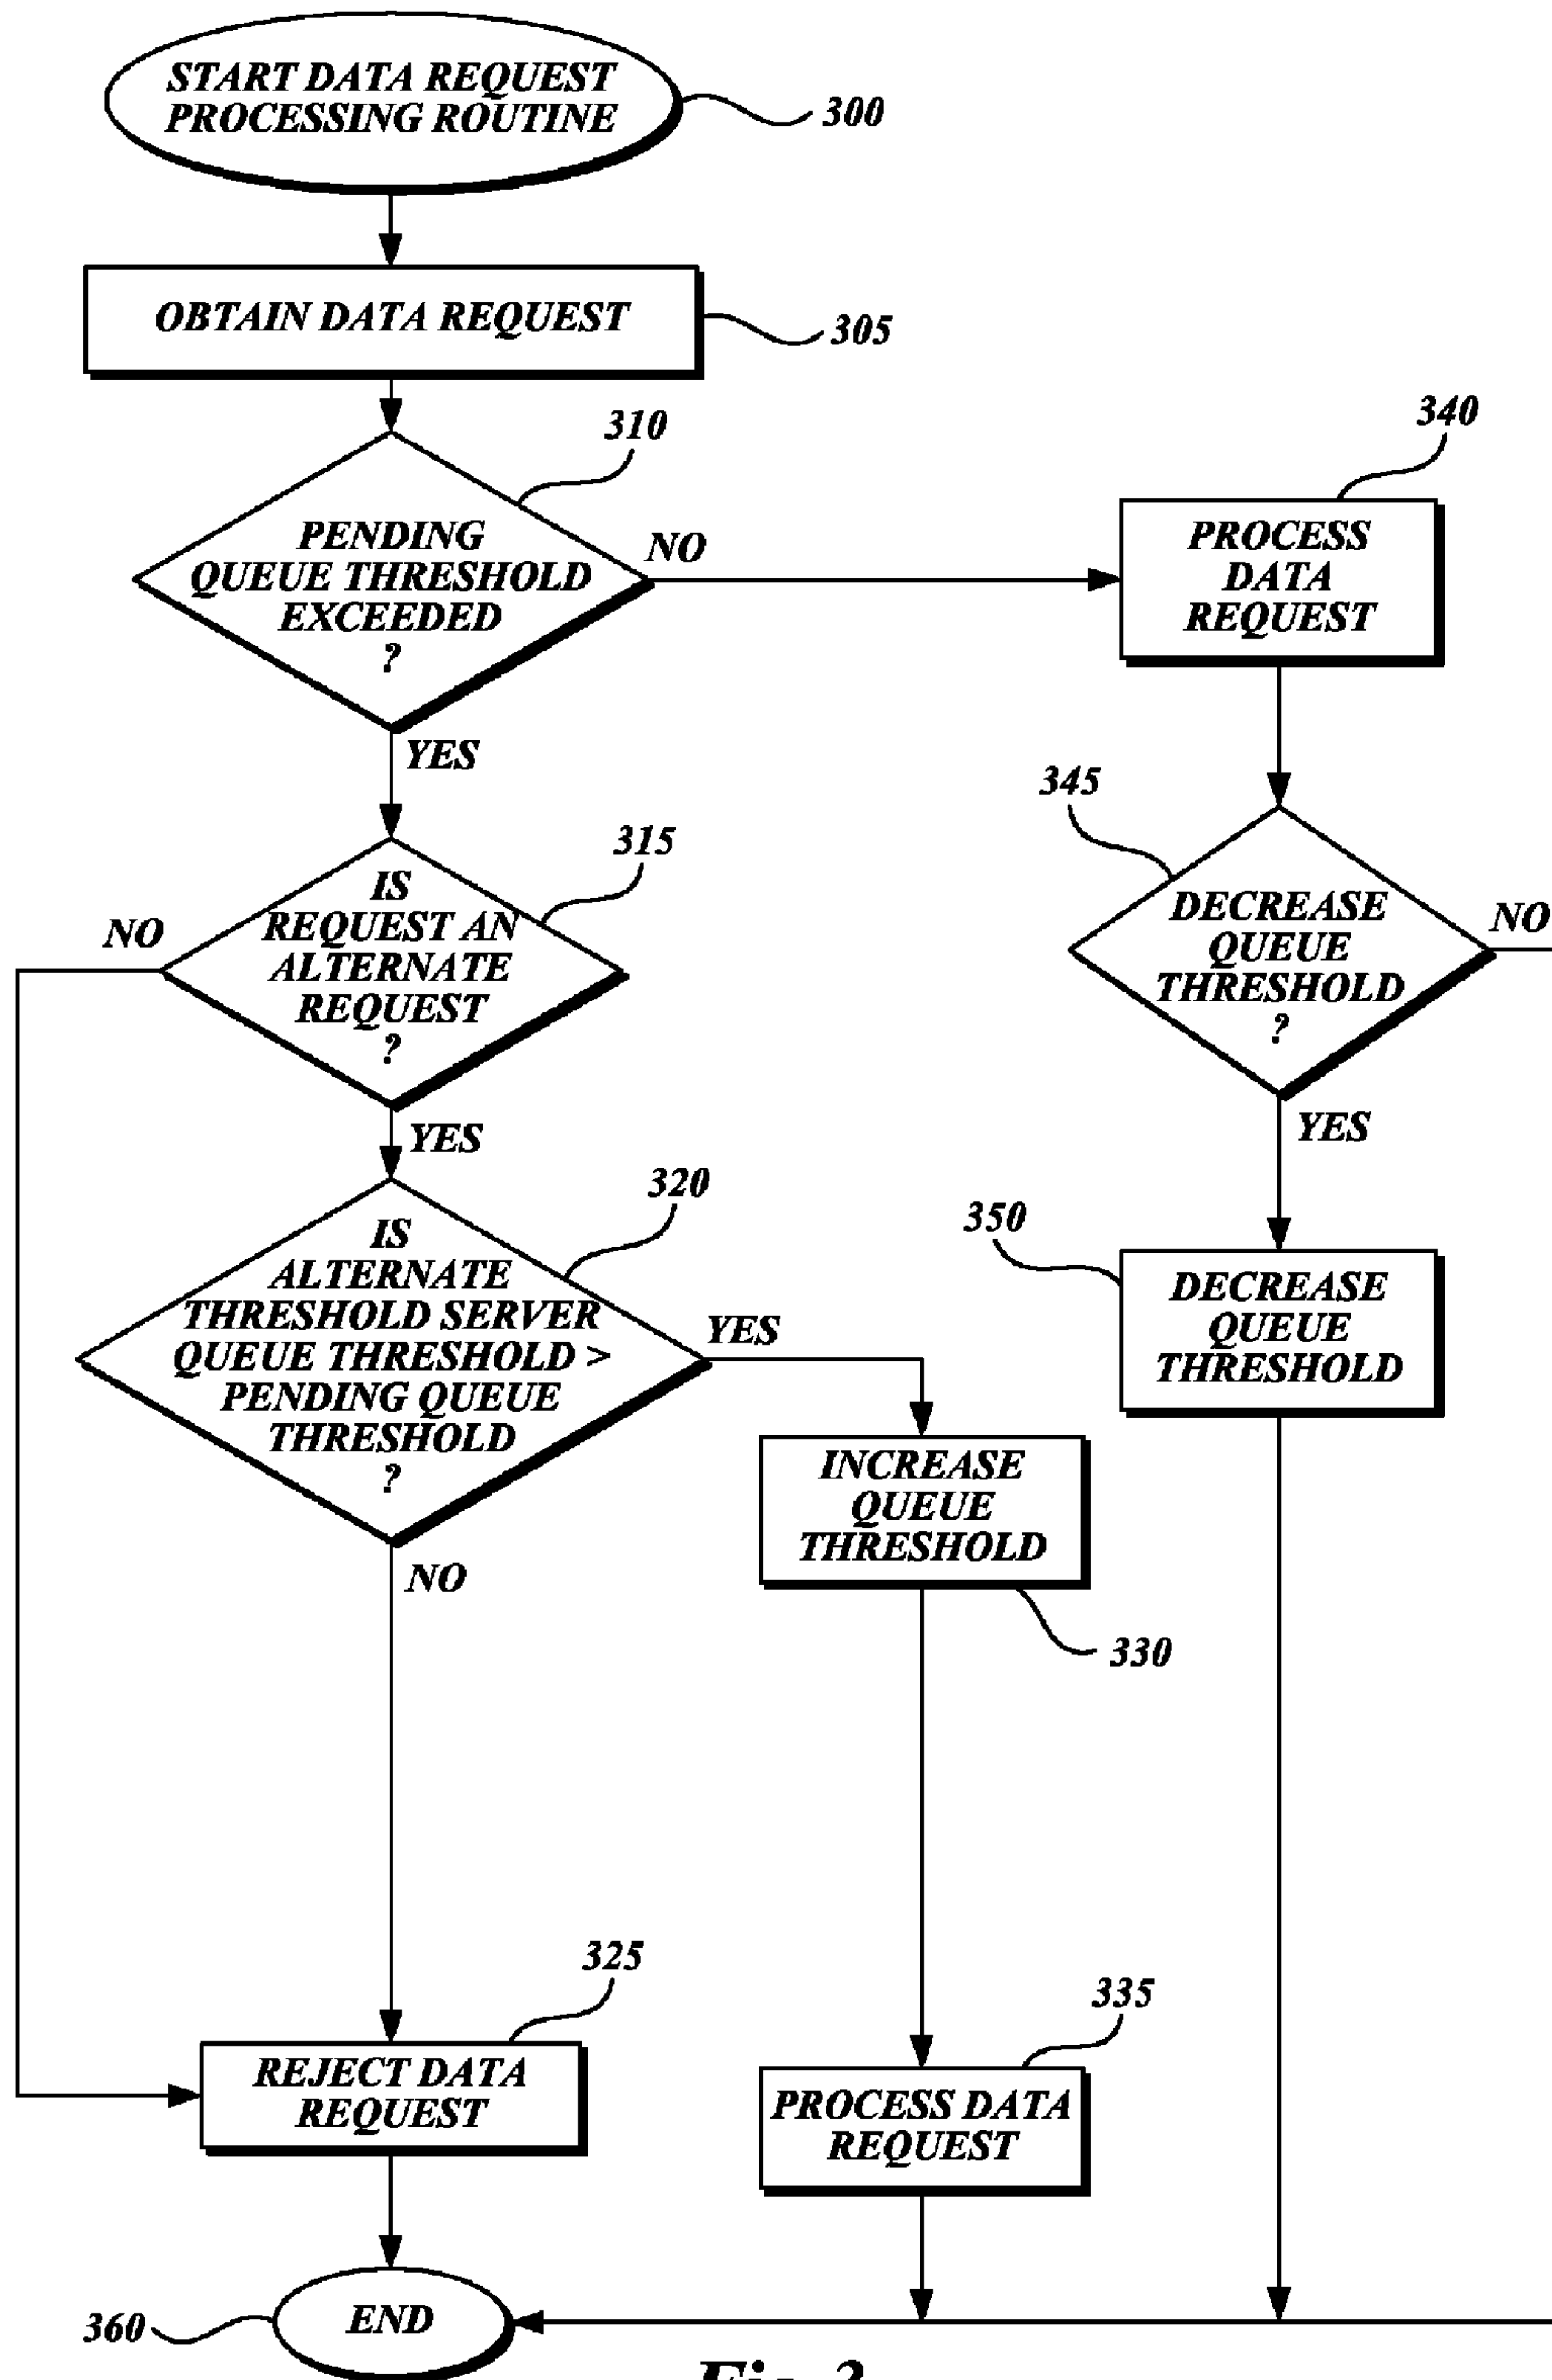 START DATA REQUEST
PROCESSING ROUTINE
300
OBTAIN DATA REQUEST
305
310
PENDING
QUEUE THRESHOLD
EXCEEDED
?
NO
YES
340
PROCESS
DATA
REQUEST
315
IS
REQUEST AN
ALTERNATE
REQUEST
?
NO
YES
345
DECREASE
QUEUE
THRESHOLD
?
NO
YES
320
IS
ALTERNATE
THRESHOLD SERVER
QUEUE THRESHOLD >
PENDING QUEUE
THRESHOLD
?
YES
NO
350
DECREASE
QUEUE
THRESHOLD
INCREASE
QUEUE
THRESHOLD
330
325
REJECT DATA
REQUEST
335
PROCESS DATA
REQUEST
360
END